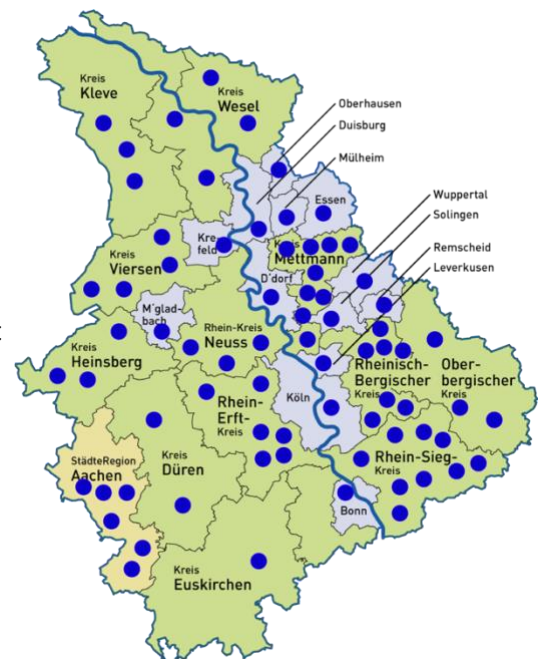 Kreis
Kleve
Kreis
Wesel
Oberhausen
Duisburg
Mülheim
Essen
Wuppertal
Solingen
Remscheid
Leverkusen
Kre-
feld
Kreis
Mettmann
Kreis
Viersen
D'dorf
M'glad-
bach
Rhein-Kreis
Neuss
Kreis
Heinsberg
Rheinisch-
Bergischer
Kreis
Ober-
bergischer
Kreis
Köln
Rhein-
Erft-
Kreis
StädteRegion
Aachen
Kreis
Düren
Rhein-Sieg-
Kreis
Bonn
Kreis
Euskirchen